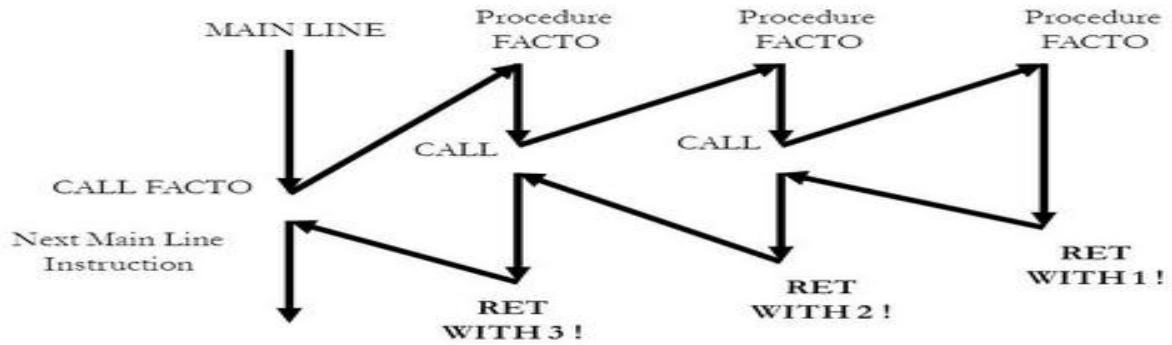 MAIN LINE
Procedure
FACTO
Procedure
FACTO
Procedure
FACTO
CALL
CALL
CALL FACTO
Next Main Line
Instruction
RET
WITH 3 !
RET
WITH 2 !
RET
WITH 1 !